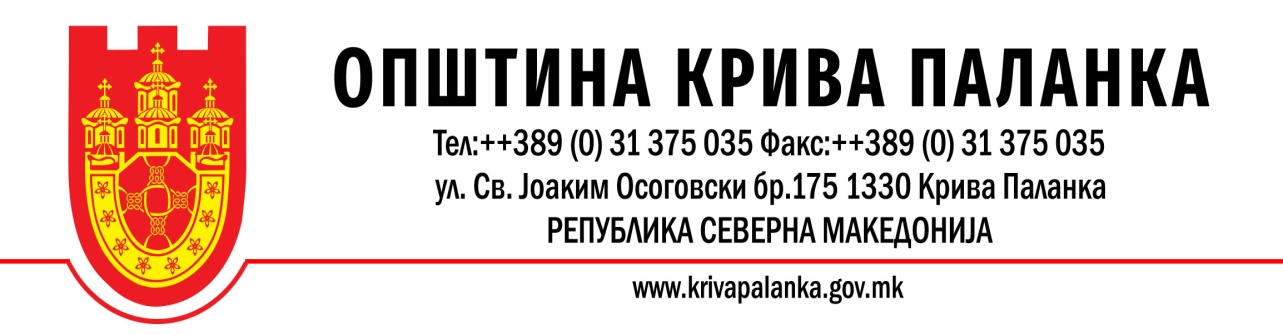 ОПШТИНА КРИВА ПАЛАНКА
Тел:++389 (0) 31 375 035 Факс:++389 (0) 31 375 035
ул. Св. Јоаким Осоговски бр.175 1330 Крива Паланка
РЕПУБЛИКА СЕВЕРНА МАКЕДОНИЈА
www.krivapalanka.gov.mk